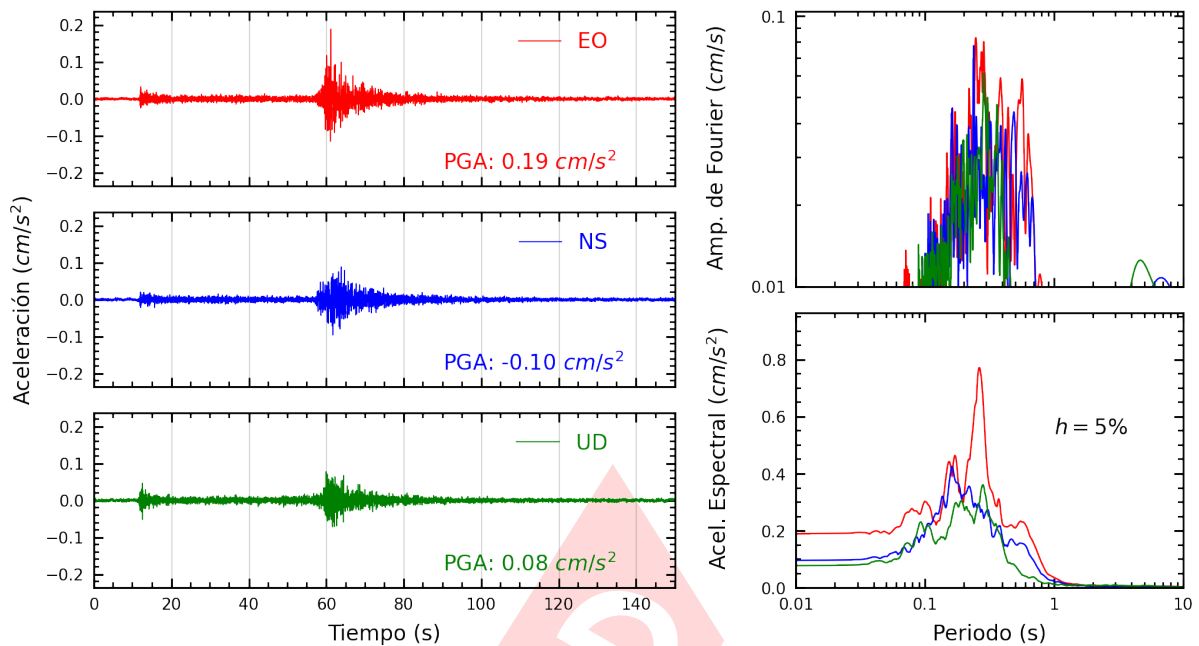 Aceleración (cm/s²)
0.2
0.1
0.0
−0.1
−0.2
EO
PGA: 0.19 cm/s²
0.2
0.1
0.0
−0.1
−0.2
NS
PGA: -0.10 cm/s²
0.2
0.1
0.0
−0.1
−0.2
UD
PGA: 0.08 cm/s²
0 20 40 60 80 100 120 140
Tiempo (s)
Amp. de Fourier (cm/s)
0.1
0.01
Acel. Espectral (cm/s²)
0.8
0.6
0.4
0.2
0.0
h = 5%
0.01 0.1 1 10
Periodo (s)